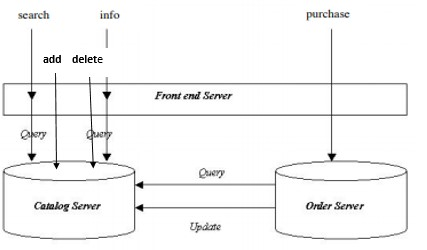 search info purchase
add delete
Front end Server
Query Query
Query
Catalog Server Order Server
Update